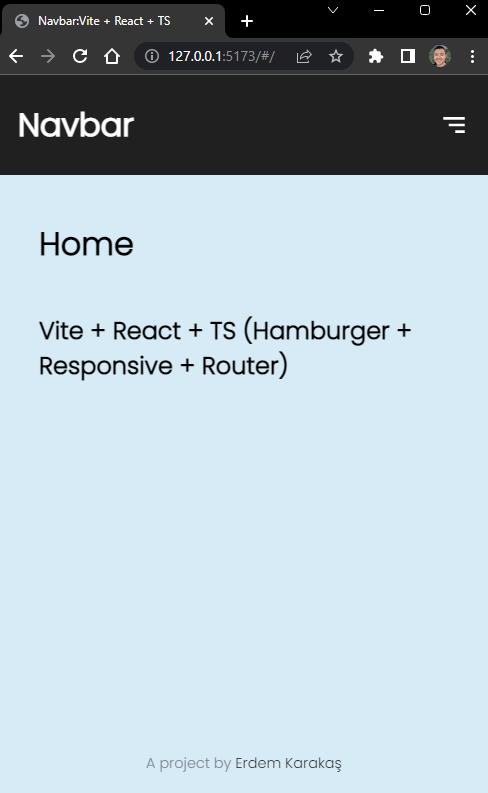 Navbar:Vite + React + TS
127.0.0.1:5173/#/
Navbar
Home
Vite + React + TS (Hamburger +
Responsive + Router)
A project by Erdem Karakaş